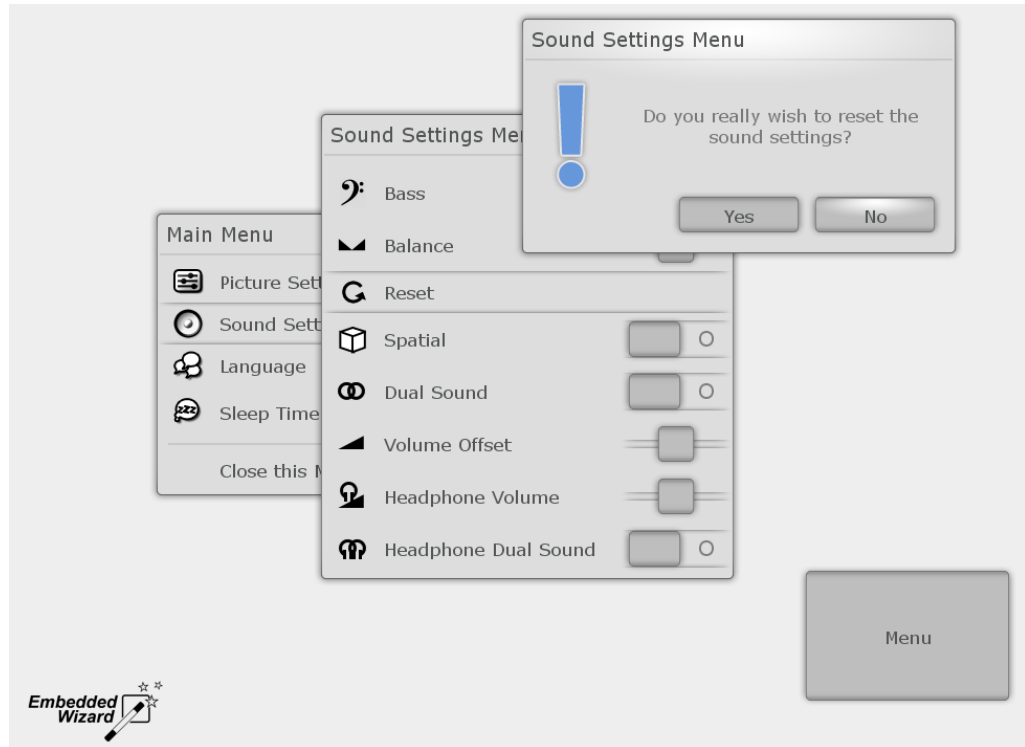 Sound Settings Menu
Do you really wish to reset the
sound settings?
Yes
No
Sound Settings Me
Bass
Balance
Reset
Spatial
O
Dual Sound
O
Volume Offset
Headphone Volume
Headphone Dual Sound
O
Main Menu
Picture Sett
Sound Sett
Language
Sleep Time
Close this M
Menu
Embedded
Wizard